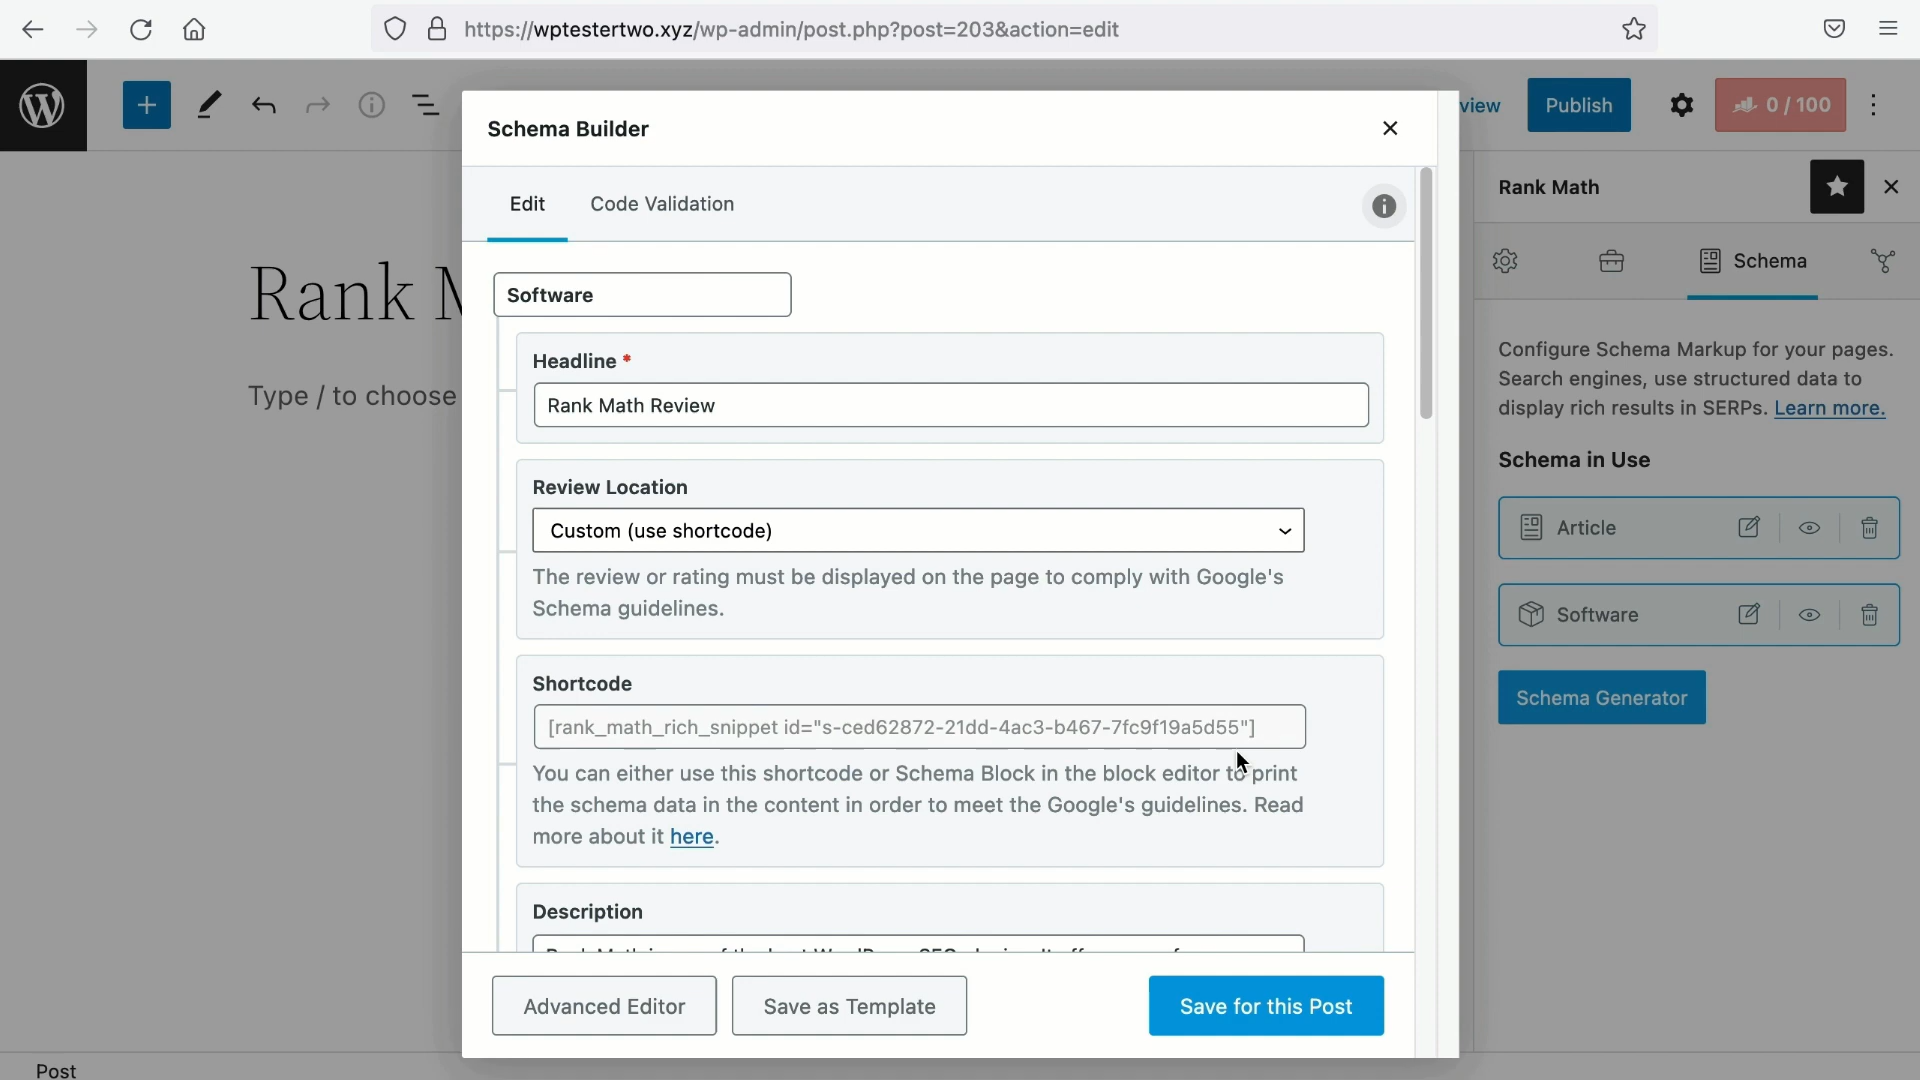 https://wptestertwo.xyz/wp-admin/post.php?post=203&action=edit
view
Publish
0 / 100
Schema Builder
Edit
Code Validation
Software
Headline *
Rank Math Review
Review Location
Custom (use shortcode)
The review or rating must be displayed on the page to comply with Google's
Schema guidelines.
Shortcode
[rank_math_rich_snippet id="s-ced62872-21dd-4ac3-b467-7fc9f19a5d55"]
You can either use this shortcode or Schema Block in the block editor to print
the schema data in the content in order to meet the Google's guidelines. Read
more about it here.
Description
Advanced Editor
Save as Template
Save for this Post
Rank M
Type / to choose
Rank Math
Schema
Configure Schema Markup for your pages.
Search engines, use structured data to
display rich results in SERPs. Learn more.
Schema in Use
Article
Software
Schema Generator
Post